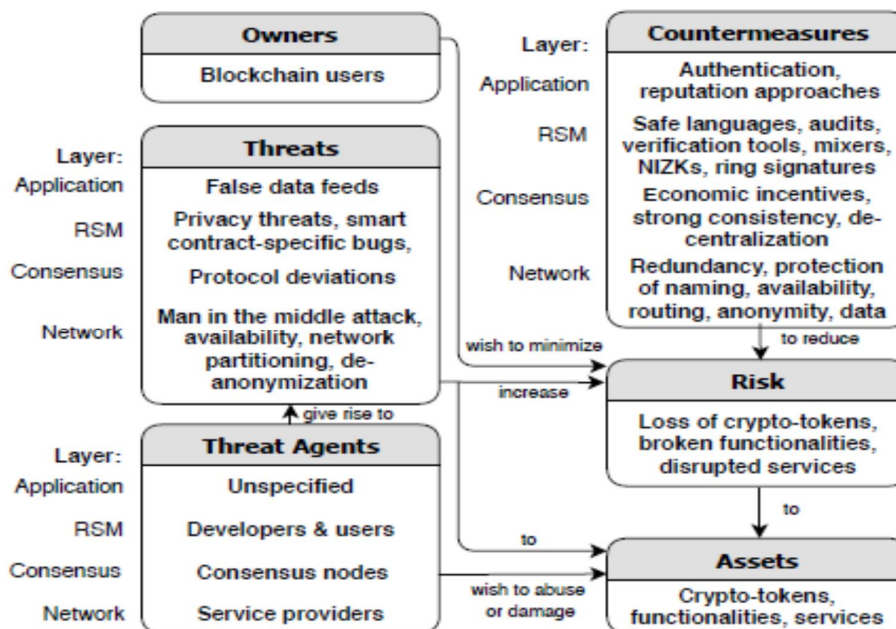 Owners
Blockchain users
Layer:
Threats
Application
False data feeds
RSM
Privacy threats, smart
contract-specific bugs,
Consensus
Protocol deviations
Network
Man in the middle attack,
availability, network
partitioning, de-
anonymization
give rise to
Layer:
Threat Agents
Application
Unspecified
RSM
Developers & users
Consensus
Consensus nodes
Network
Service providers
Layer:
Countermeasures
Application
Authentication,
reputation approaches
RSM
Safe languages, audits,
verification tools, mixers,
NIZKs, ring signatures
Consensus
Economic incentives,
strong consistency, de-
centralization
Network
Redundancy, protection
of naming, availability,
routing, anonymity, data
wish to minimize
to reduce
increase
Risk
Loss of crypto-tokens,
broken functionalities,
disrupted services
to
to
wish to abuse
or damage
Assets
Crypto-tokens,
functionalities, services